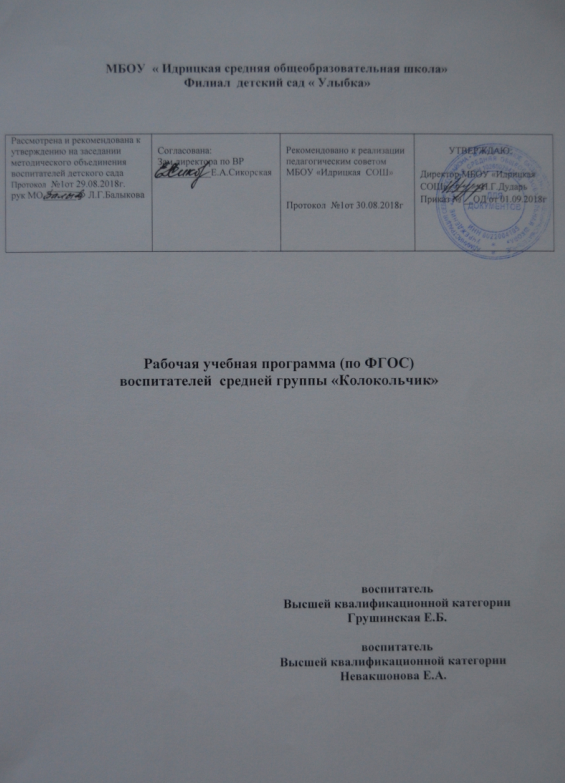 МБОУ « Идрицкая средняя общеобразовательная школа»
Филиал детский сад « Улыбка»
Рассмотрена и рекомендована к
утверждению на заседании
методического объединения
воспитателей детского сада
Протокол №1от 29.08.2018г.
рук МО Л.Г.Балыкова
Согласована:
Зам директора по ВР
Е.А.Сикорская
Рекомендовано к реализации
педагогическим советом
МБОУ «Идрицкая СОШ»
Протокол №1от 30.08.2018г
УТВЕРЖДАЮ:
Директор МБОУ «Идрицкая
СОШ» И.Г.Дударь
Приказ № ОД от 01.09.2018г
ДОКУМЕНТОВ
Рабочая учебная программа (по ФГОС)
воспитателей средней группы «Колокольчик»
воспитатель
Высшей квалификационной категории
Грушинская Е.Б.
воспитатель
Высшей квалификационной категории
Невакшонова Е.А.